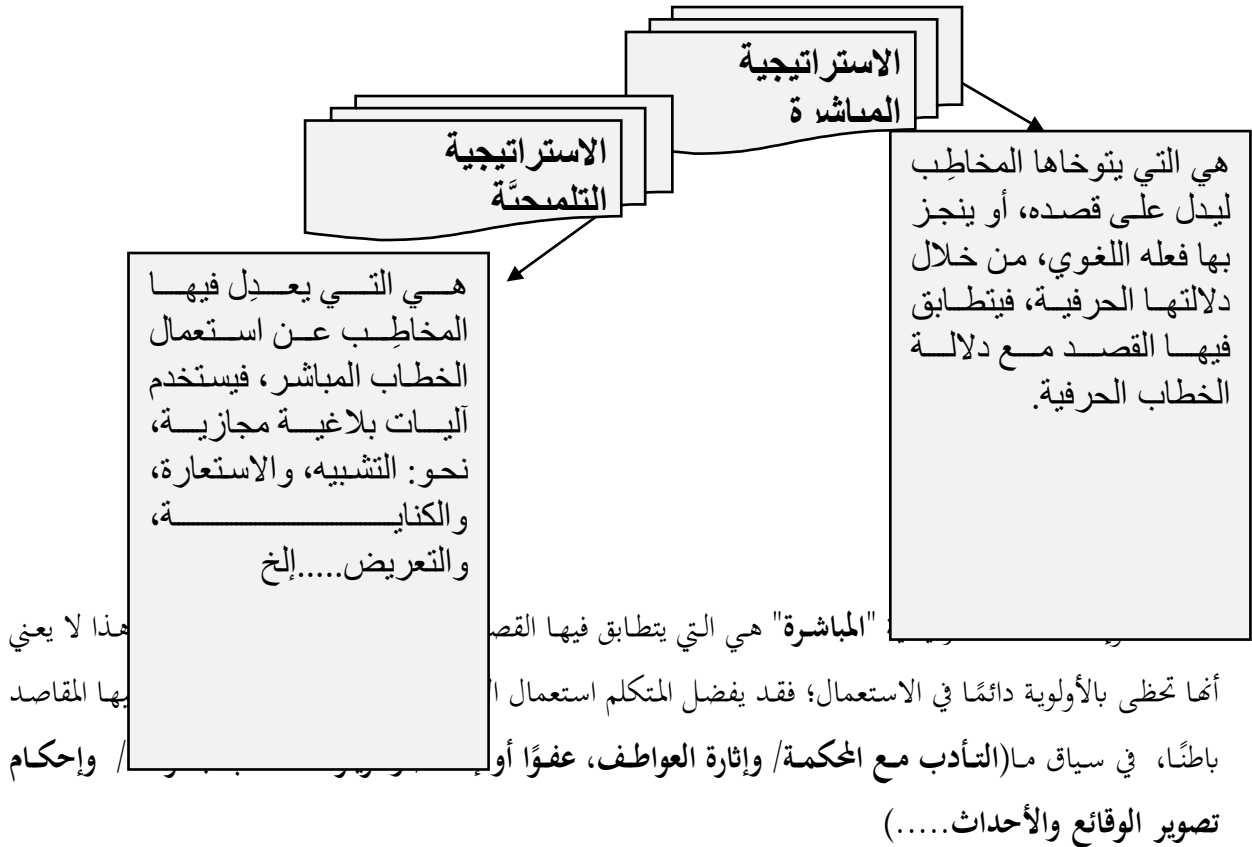 الاستراتيجية
المباشرة
هي التي يتوخاها المخاطِب
ليدل على قصده، أو ينجز
بها فعله اللغوي، من خلال
دلالتها الحرفية، فيتطابق
فيها القصد مع دلالة
الخطاب الحرفية.
الاستراتيجية
التلميحيَّة
هي التي يعدِل فيها
المخاطِب عن استعمال
الخطاب المباشر، فيستخدم
آليات بلاغية مجازية،
نحو: التشبيه، والاستعارة،
والكناية،
والتعريض.....إلخ
"المباشرة" هي التي يتطابق فيها هذا لا يعني
أنها تحظى بالأولوية دائمًا في الاستعمال؛ فقد يفضل المتكلم استعمال المقاصد
باطنًا، في سياق ما(التأدب مع المحكمة/ وإثارة العواطف، عفوًا أو / وإحكام
تصوير الوقائع والأحداث.....)